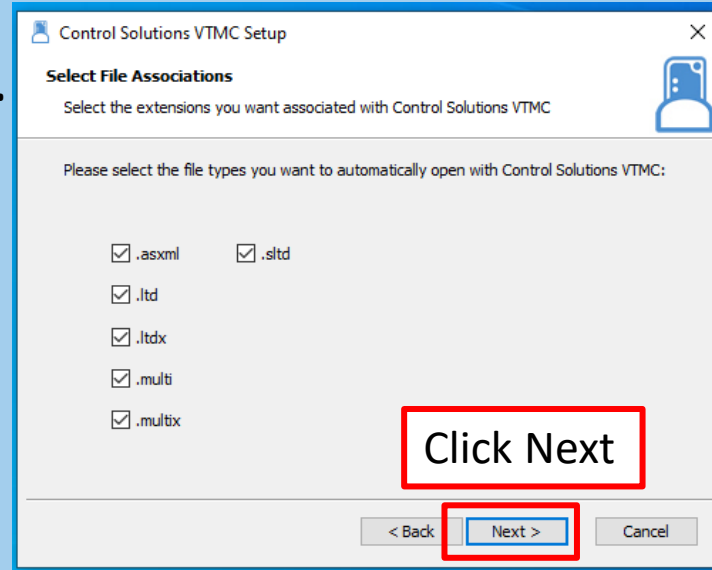 Control Solutions VTMC Setup
Select File Associations
Select the extensions you want associated with Control Solutions VTMC
Please select the file types you want to automatically open with Control Solutions VTMC:
.asxml .sltd
.ltd
.ltdx
.multi
.multix
Click Next
< Back Next > Cancel